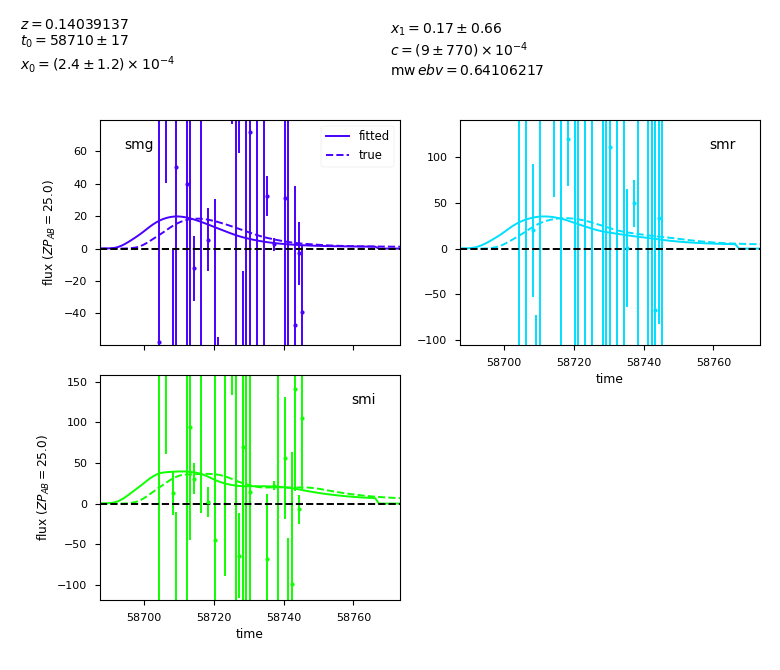 z = 0.14039137
t₀ = 58710 ± 17
x₀ = (2.4 ± 1.2) × 10⁻⁴
x₁ = 0.17 ± 0.66
c = (9 ± 770) × 10⁻⁴
mw ebv = 0.64106217
smg
fitted
true
60
40
20
0
−20
−40
flux (ZP_AB = 25.0)
smr
100
50
0
−50
−100
58700 58720 58740 58760
time
smi
150
100
50
0
−50
−100
flux (ZP_AB = 25.0)
58700 58720 58740 58760
time